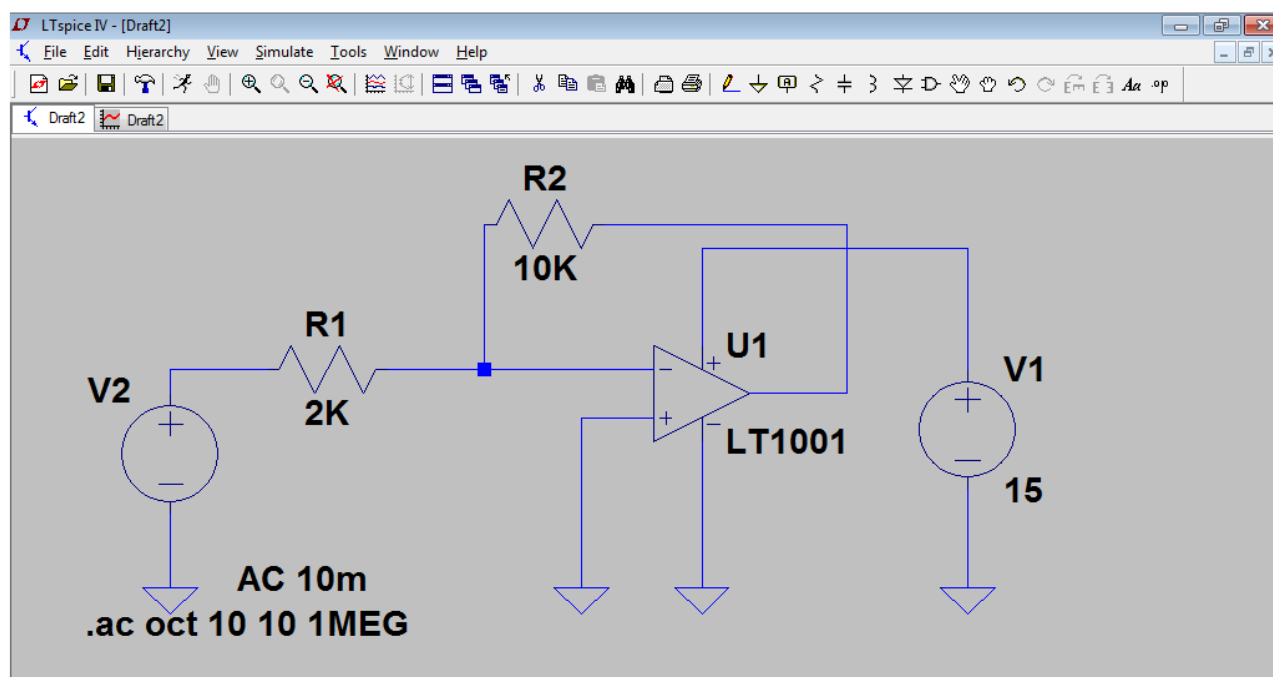 LTspice IV - [Draft2]
File Edit Hierarchy View Simulate Tools Window Help
Aa .op
Draft2 Draft2
R2
10K
R1
2K
V2
U1
LT1001
V1
15
AC 10m
.ac oct 10 10 1MEG